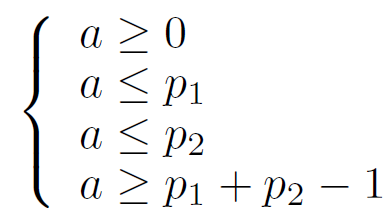 a ≥ 0
a ≤ p₁
a ≤ p₂
a ≥ p₁ + p₂ − 1